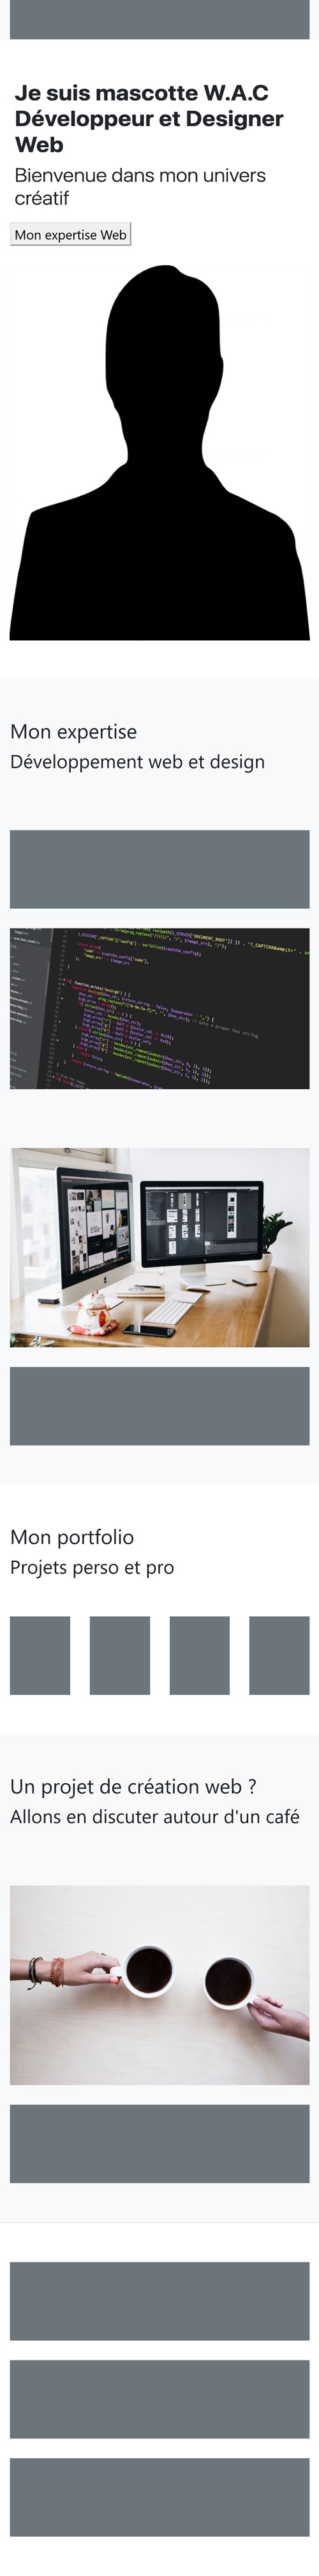 Je suis mascotte W.A.C
Développeur et Designer
Web
Bienvenue dans mon univers
créatif
Mon expertise Web
Mon expertise
Développement web et design
Mon portfolio
Projets perso et pro
Un projet de création web ?
Allons en discuter autour d'un café